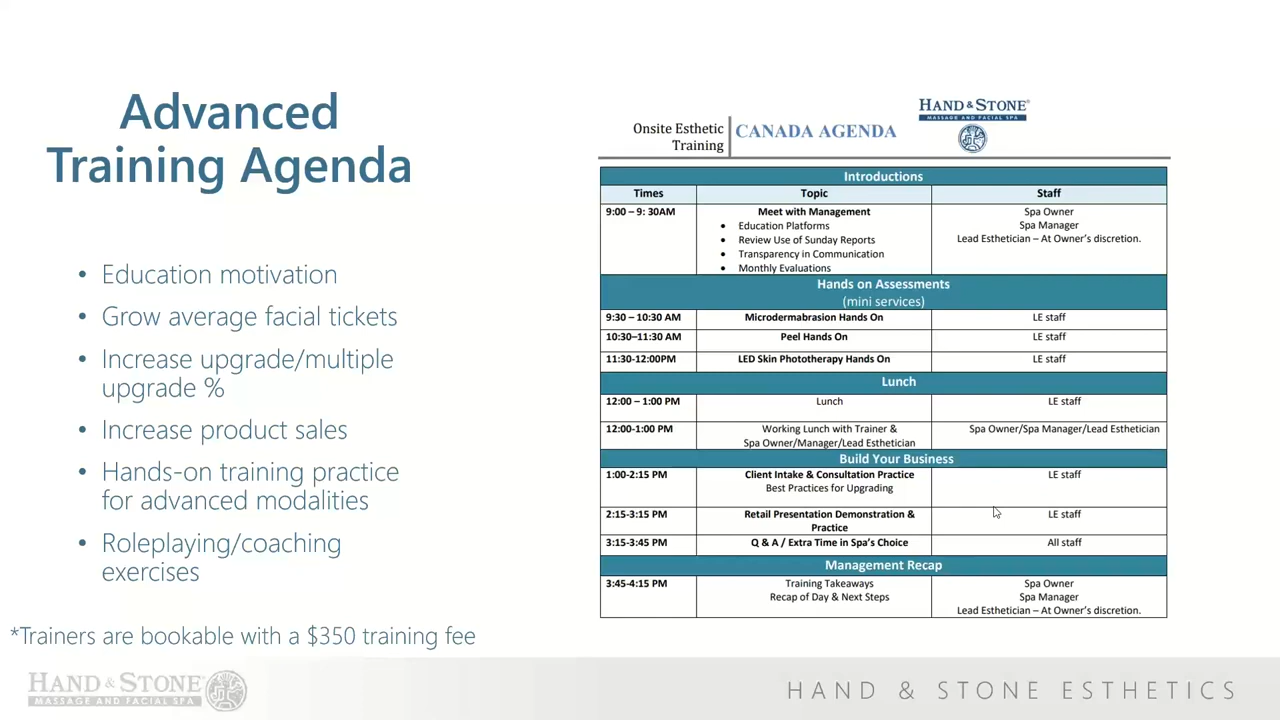 Advanced
Training Agenda
• Education motivation
• Grow average facial tickets
• Increase upgrade/multiple
upgrade %
• Increase product sales
• Hands-on training practice
for advanced modalities
• Roleplaying/coaching
exercises
*Trainers are bookable with a $350 training fee
Onsite Esthetic
Training
CANADA AGENDA
HAND & STONE®
MASSAGE AND FACIAL SPA
Introductions
Times Topic Staff
9:00 – 9: 30AM Meet with Management Spa Owner
• Education Platforms Spa Manager
• Review Use of Sunday Reports Lead Esthetician – At Owner's discretion.
• Transparency in Communication
• Monthly Evaluations
Hands on Assessments
(mini services)
9:30 – 10:30 AM Microdermabrasion Hands On LE staff
10:30–11:30 AM Peel Hands On LE staff
11:30-12:00PM LED Skin Phototherapy Hands On LE staff
Lunch
12:00 – 1:00 PM Lunch LE staff
12:00-1:00 PM Working Lunch with Trainer & Spa Owner/Spa Manager/Lead Esthetician
Spa Owner/Manager/Lead Esthetician
Build Your Business
1:00-2:15 PM Client Intake & Consultation Practice LE staff
Best Practices for Upgrading
2:15-3:15 PM Retail Presentation Demonstration & LE staff
Practice
3:15-3:45 PM Q & A / Extra Time in Spa's Choice All staff
Management Recap
3:45-4:15 PM Training Takeaways Spa Owner
Recap of Day & Next Steps Spa Manager
Lead Esthetician – At Owner's discretion.
HAND & STONE®
MASSAGE AND FACIAL SPA
HAND & STONE ESTHETICS